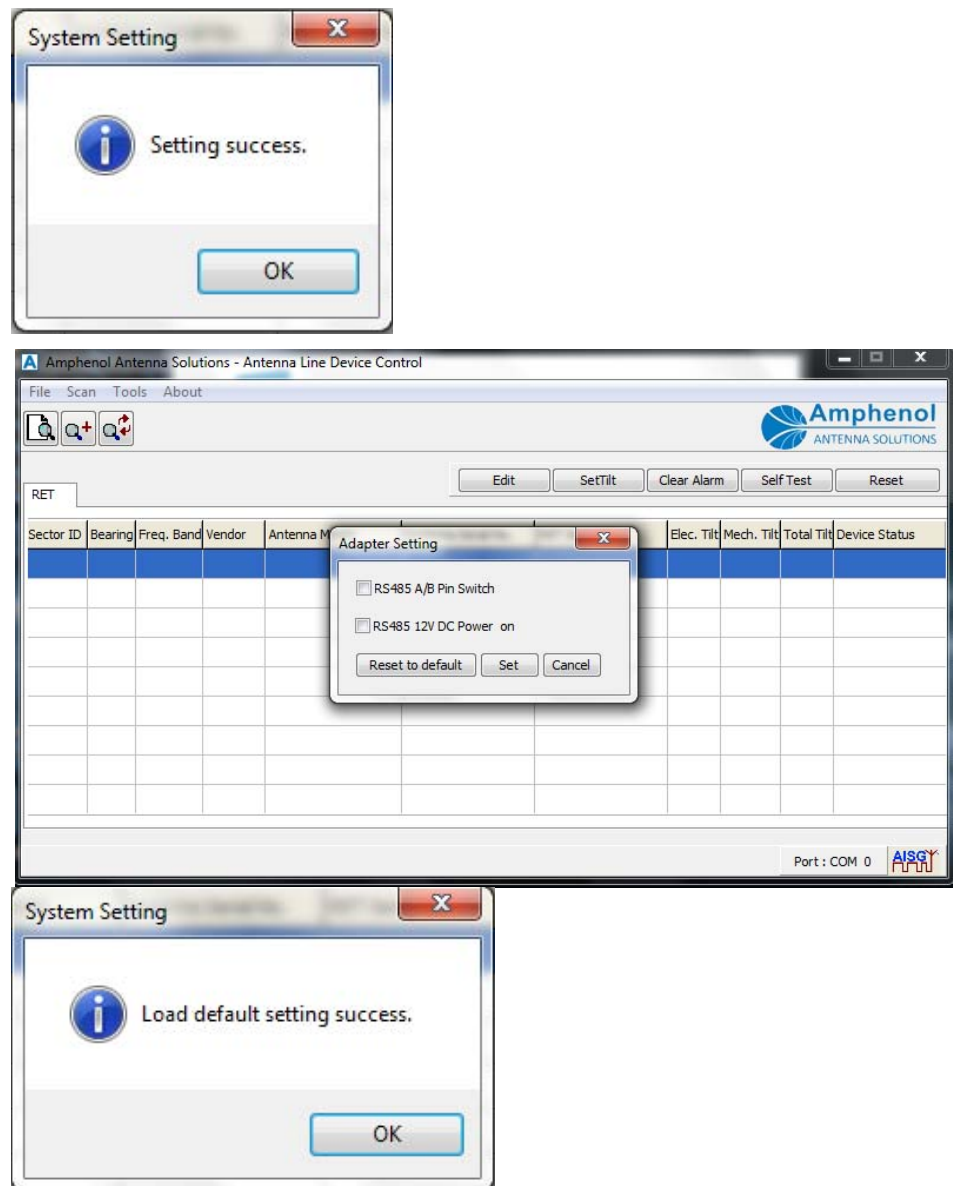 System Setting
Setting success.
OK
Amphenol Antenna Solutions - Antenna Line Device Control
File Scan Tools About
Amphenol
ANTENNA SOLUTIONS
Edit SetTilt Clear Alarm Self Test Reset
RET
Sector ID Bearing Freq. Band Vendor Antenna M Elec. Tilt Mech. Tilt Total Tilt Device Status
Adapter Setting
RS485 A/B Pin Switch
RS485 12V DC Power on
Reset to default Set Cancel
Port : COM 0 AISG
System Setting
Load default setting success.
OK